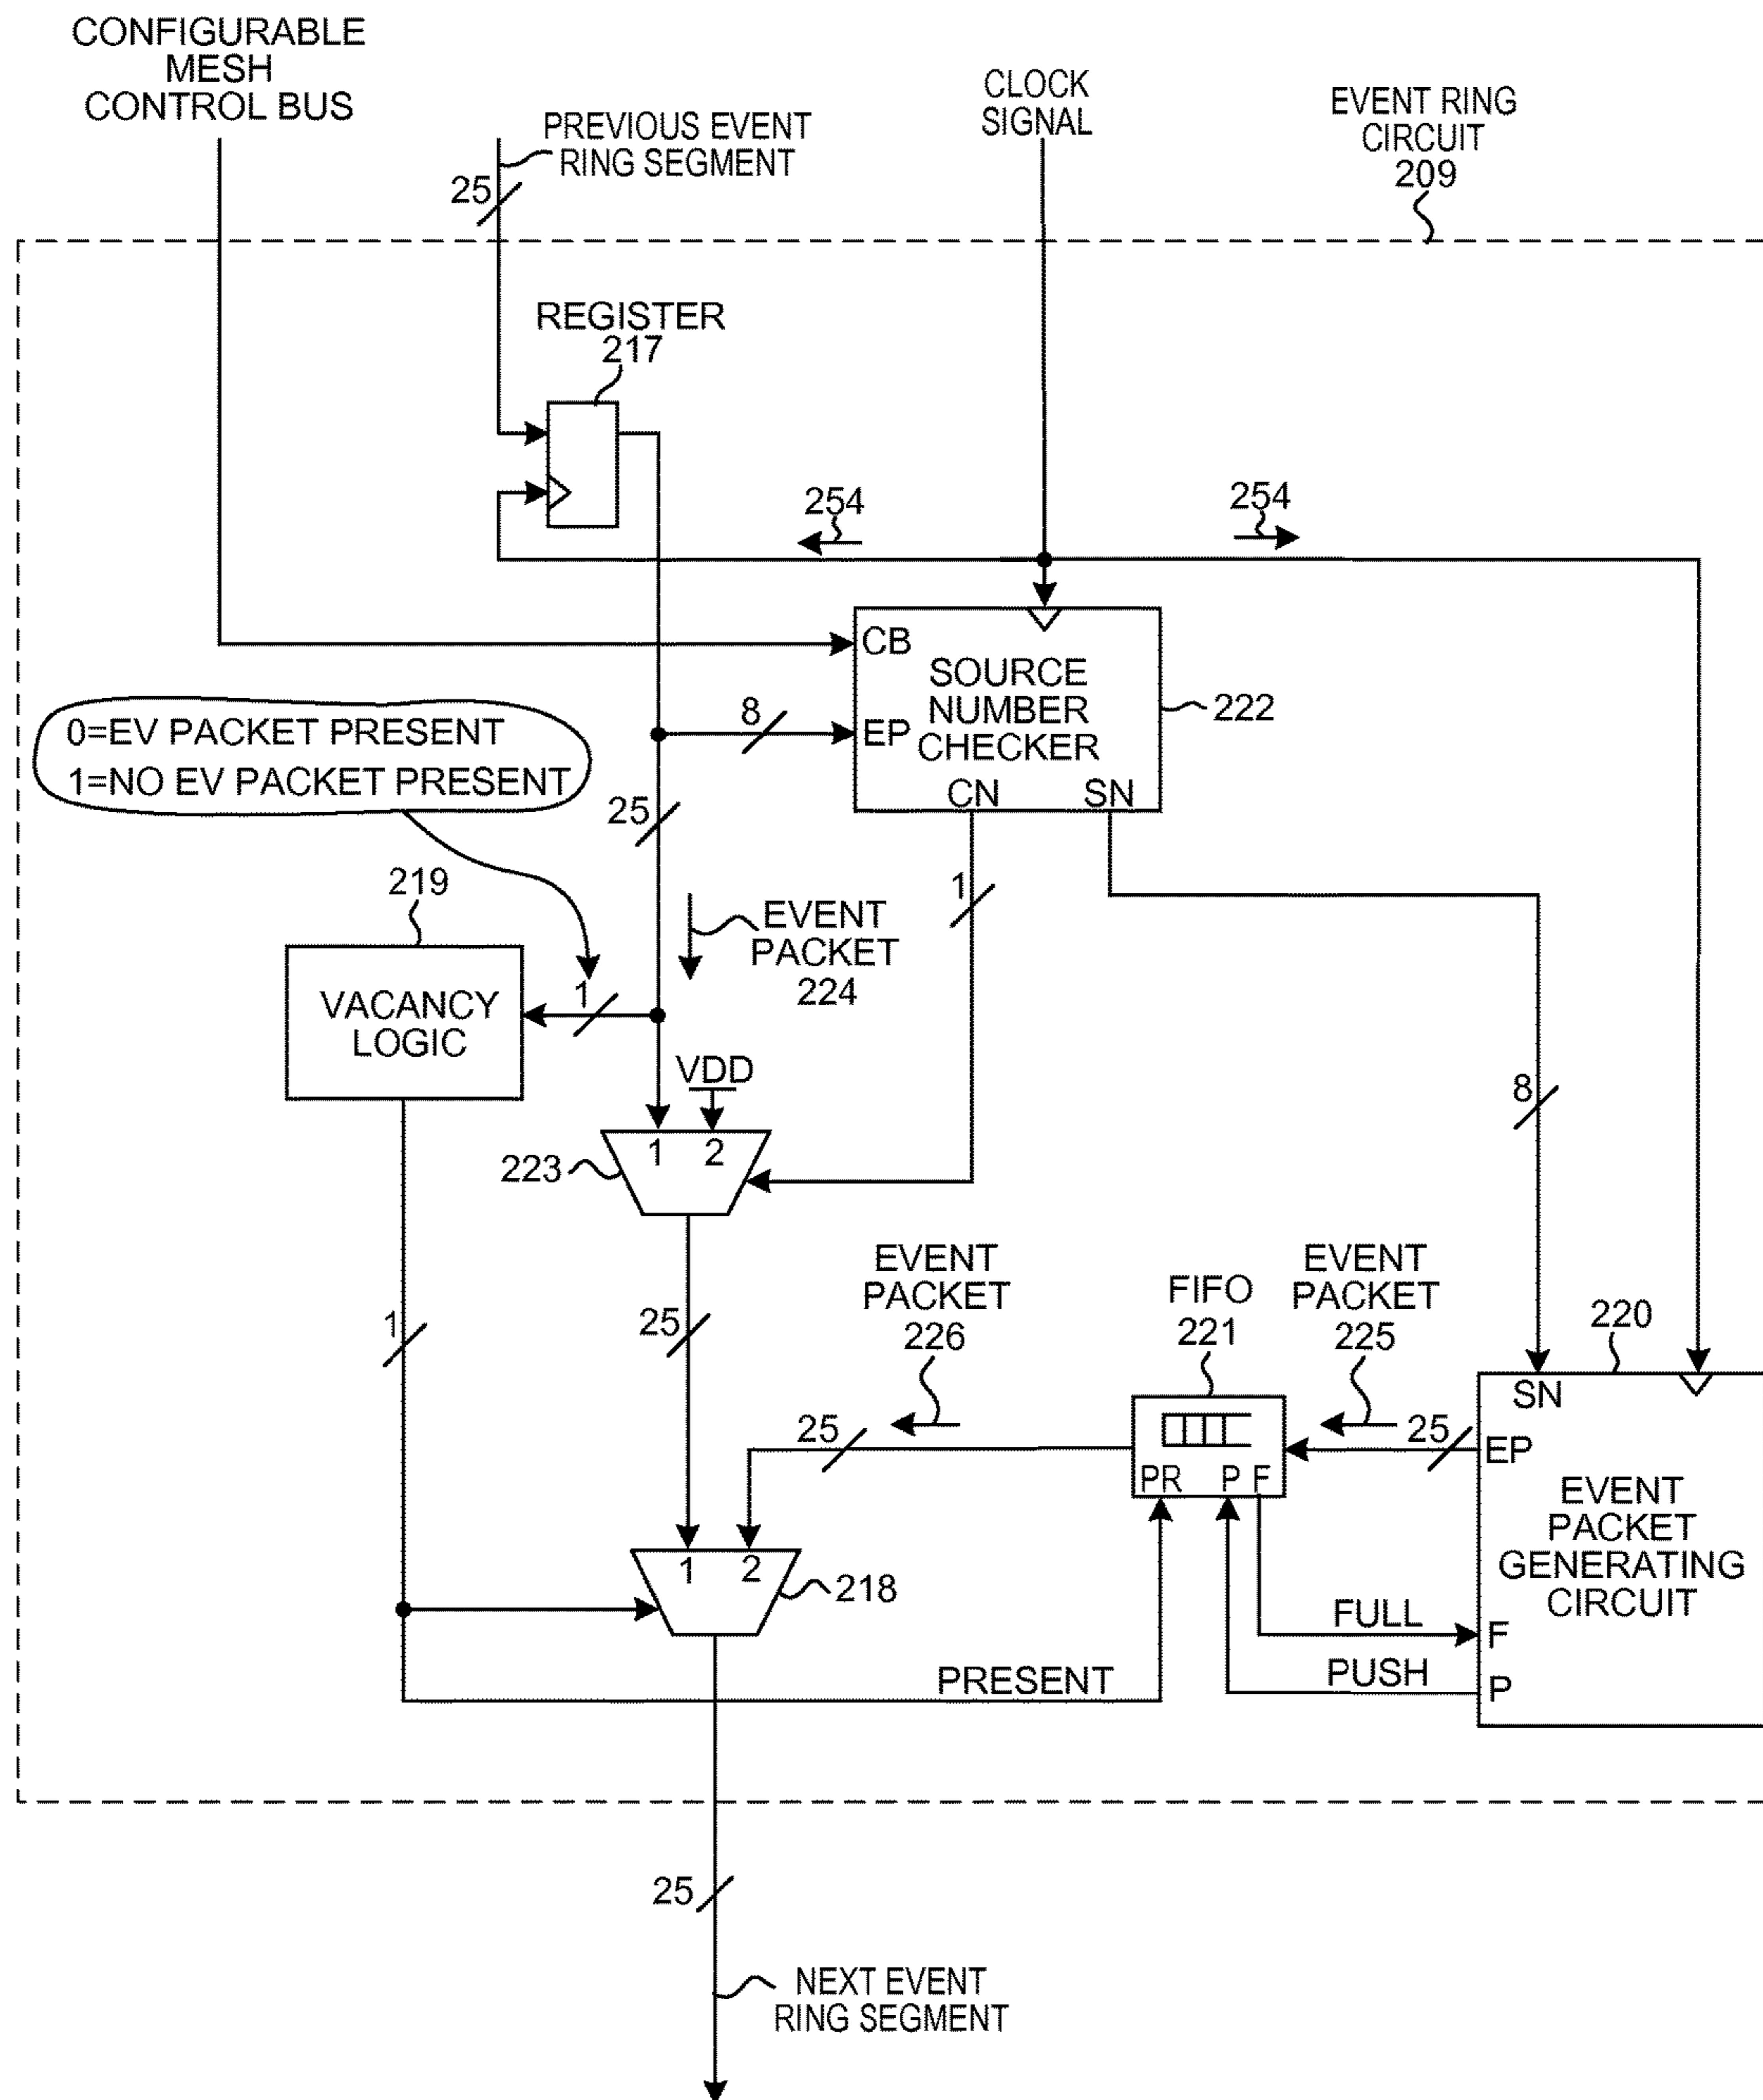 CONFIGURABLE
MESH
CONTROL BUS
PREVIOUS EVENT
RING SEGMENT
CLOCK
SIGNAL
EVENT RING
CIRCUIT
209
25
REGISTER
217
254
254
CB
SOURCE
NUMBER
CHECKER
EP
CN
SN
222
8
0=EV PACKET PRESENT
1=NO EV PACKET PRESENT
25
1
219
EVENT
PACKET
224
VACANCY
LOGIC
1
VDD
1
2
223
8
1
25
EVENT
PACKET
226
FIFO
221
EVENT
PACKET
225
220
25
PR
P
F
25
SN
EP
EVENT
PACKET
GENERATING
CIRCUIT
F
P
1
2
218
FULL
PUSH
PRESENT
25
NEXT EVENT
RING SEGMENT